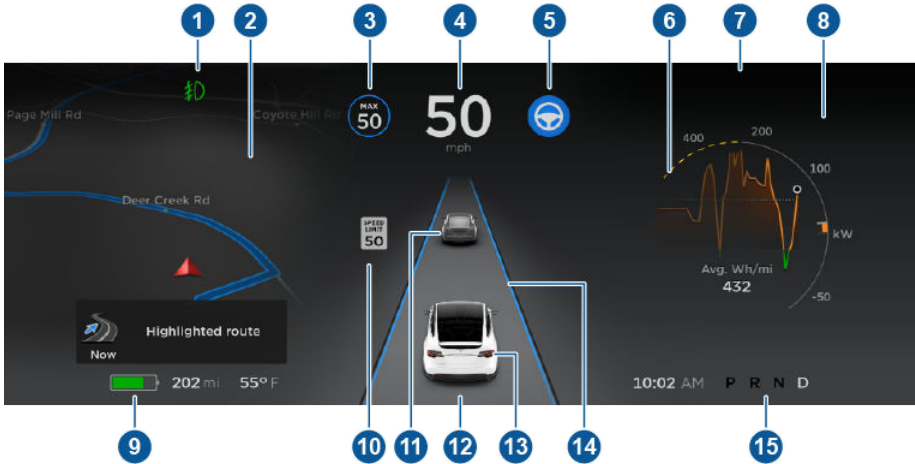 1 2 3 4 5 6 7 8
Page Mill Rd
Coyote Hill Rd
MAX
50
50
mph
400
200
100
kW
-50
Deer Creek Rd
SPEED
LIMIT
50
Avg. Wh/mi
432
Highlighted route
Now
202 mi 55° F
10:02 AM P R N D
9 10 11 12 13 14 15